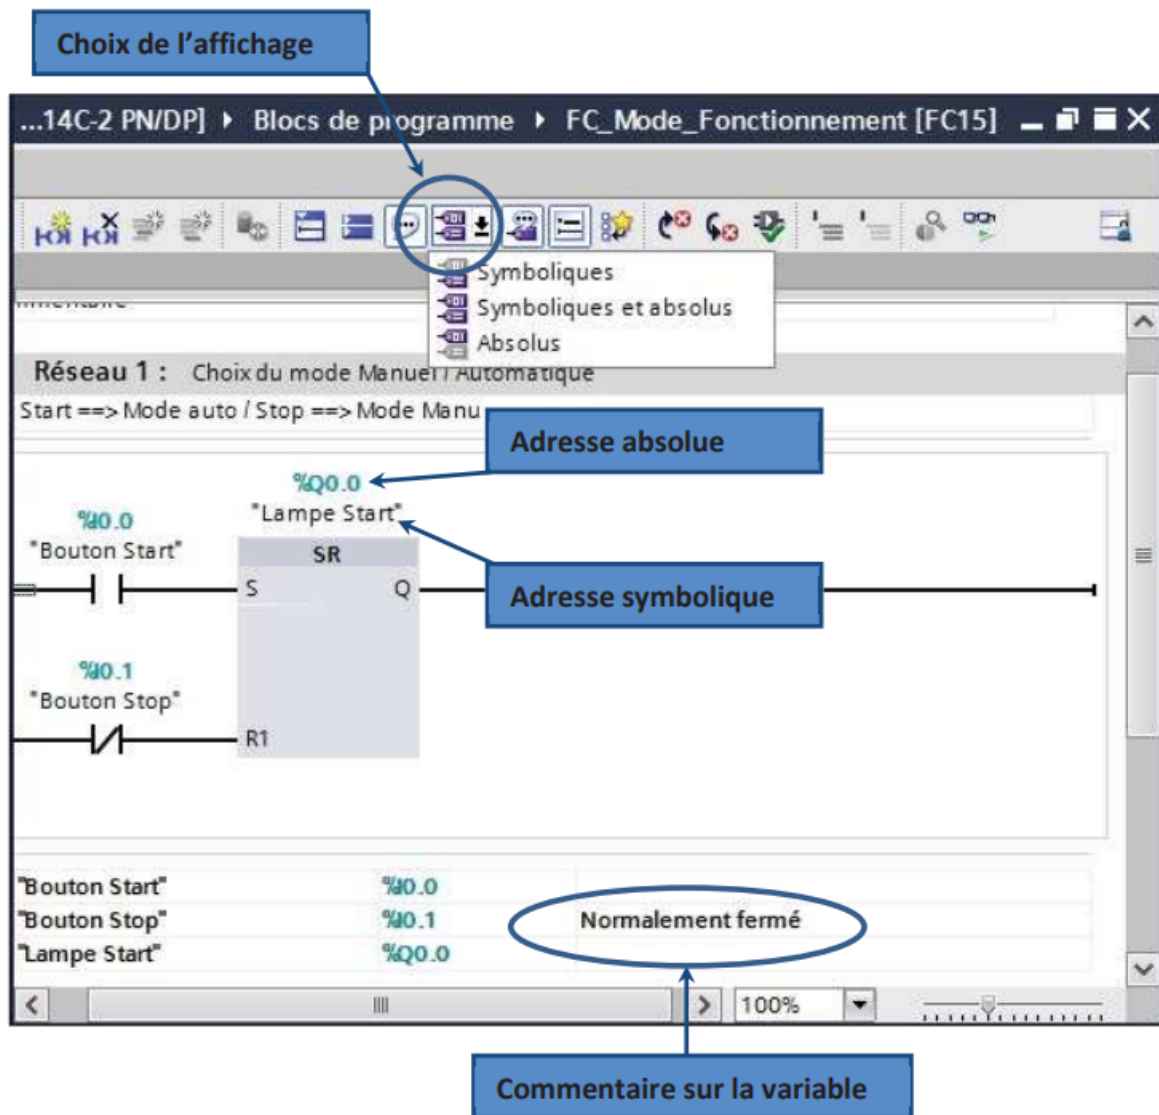 Choix de l'affichage
...14C-2 PN/DP] ▸ Blocs de programme ▸ FC_Mode_Fonctionnement [FC15]
Symboliques
Symboliques et absolus
Absolus
Réseau 1 : Choix du mode Manuel / Automatique
Start ==> Mode auto / Stop ==> Mode Manu
Adresse absolue
%Q0.0
"Lampe Start"
%I0.0
"Bouton Start"
SR
S Q
Adresse symbolique
%I0.1
"Bouton Stop"
R1
"Bouton Start" %I0.0
"Bouton Stop" %I0.1 Normalement fermé
"Lampe Start" %Q0.0
100%
Commentaire sur la variable